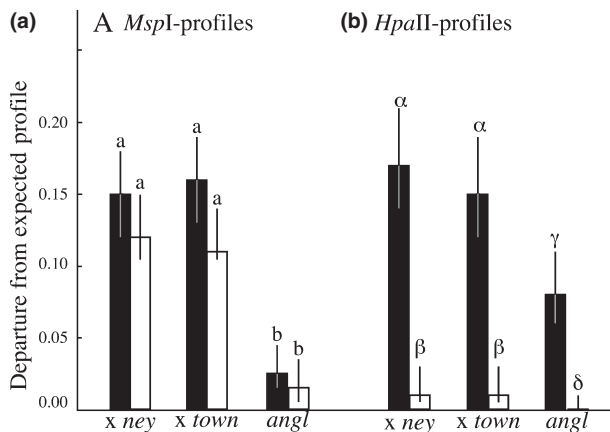 (a) A MspI-profiles (b) HpaII-profiles
Departure from expected profile
0.20
0.15
0.10
0.05
0.00
a a a a b b
α β α β γ δ
x ney x town angl x ney x town angl